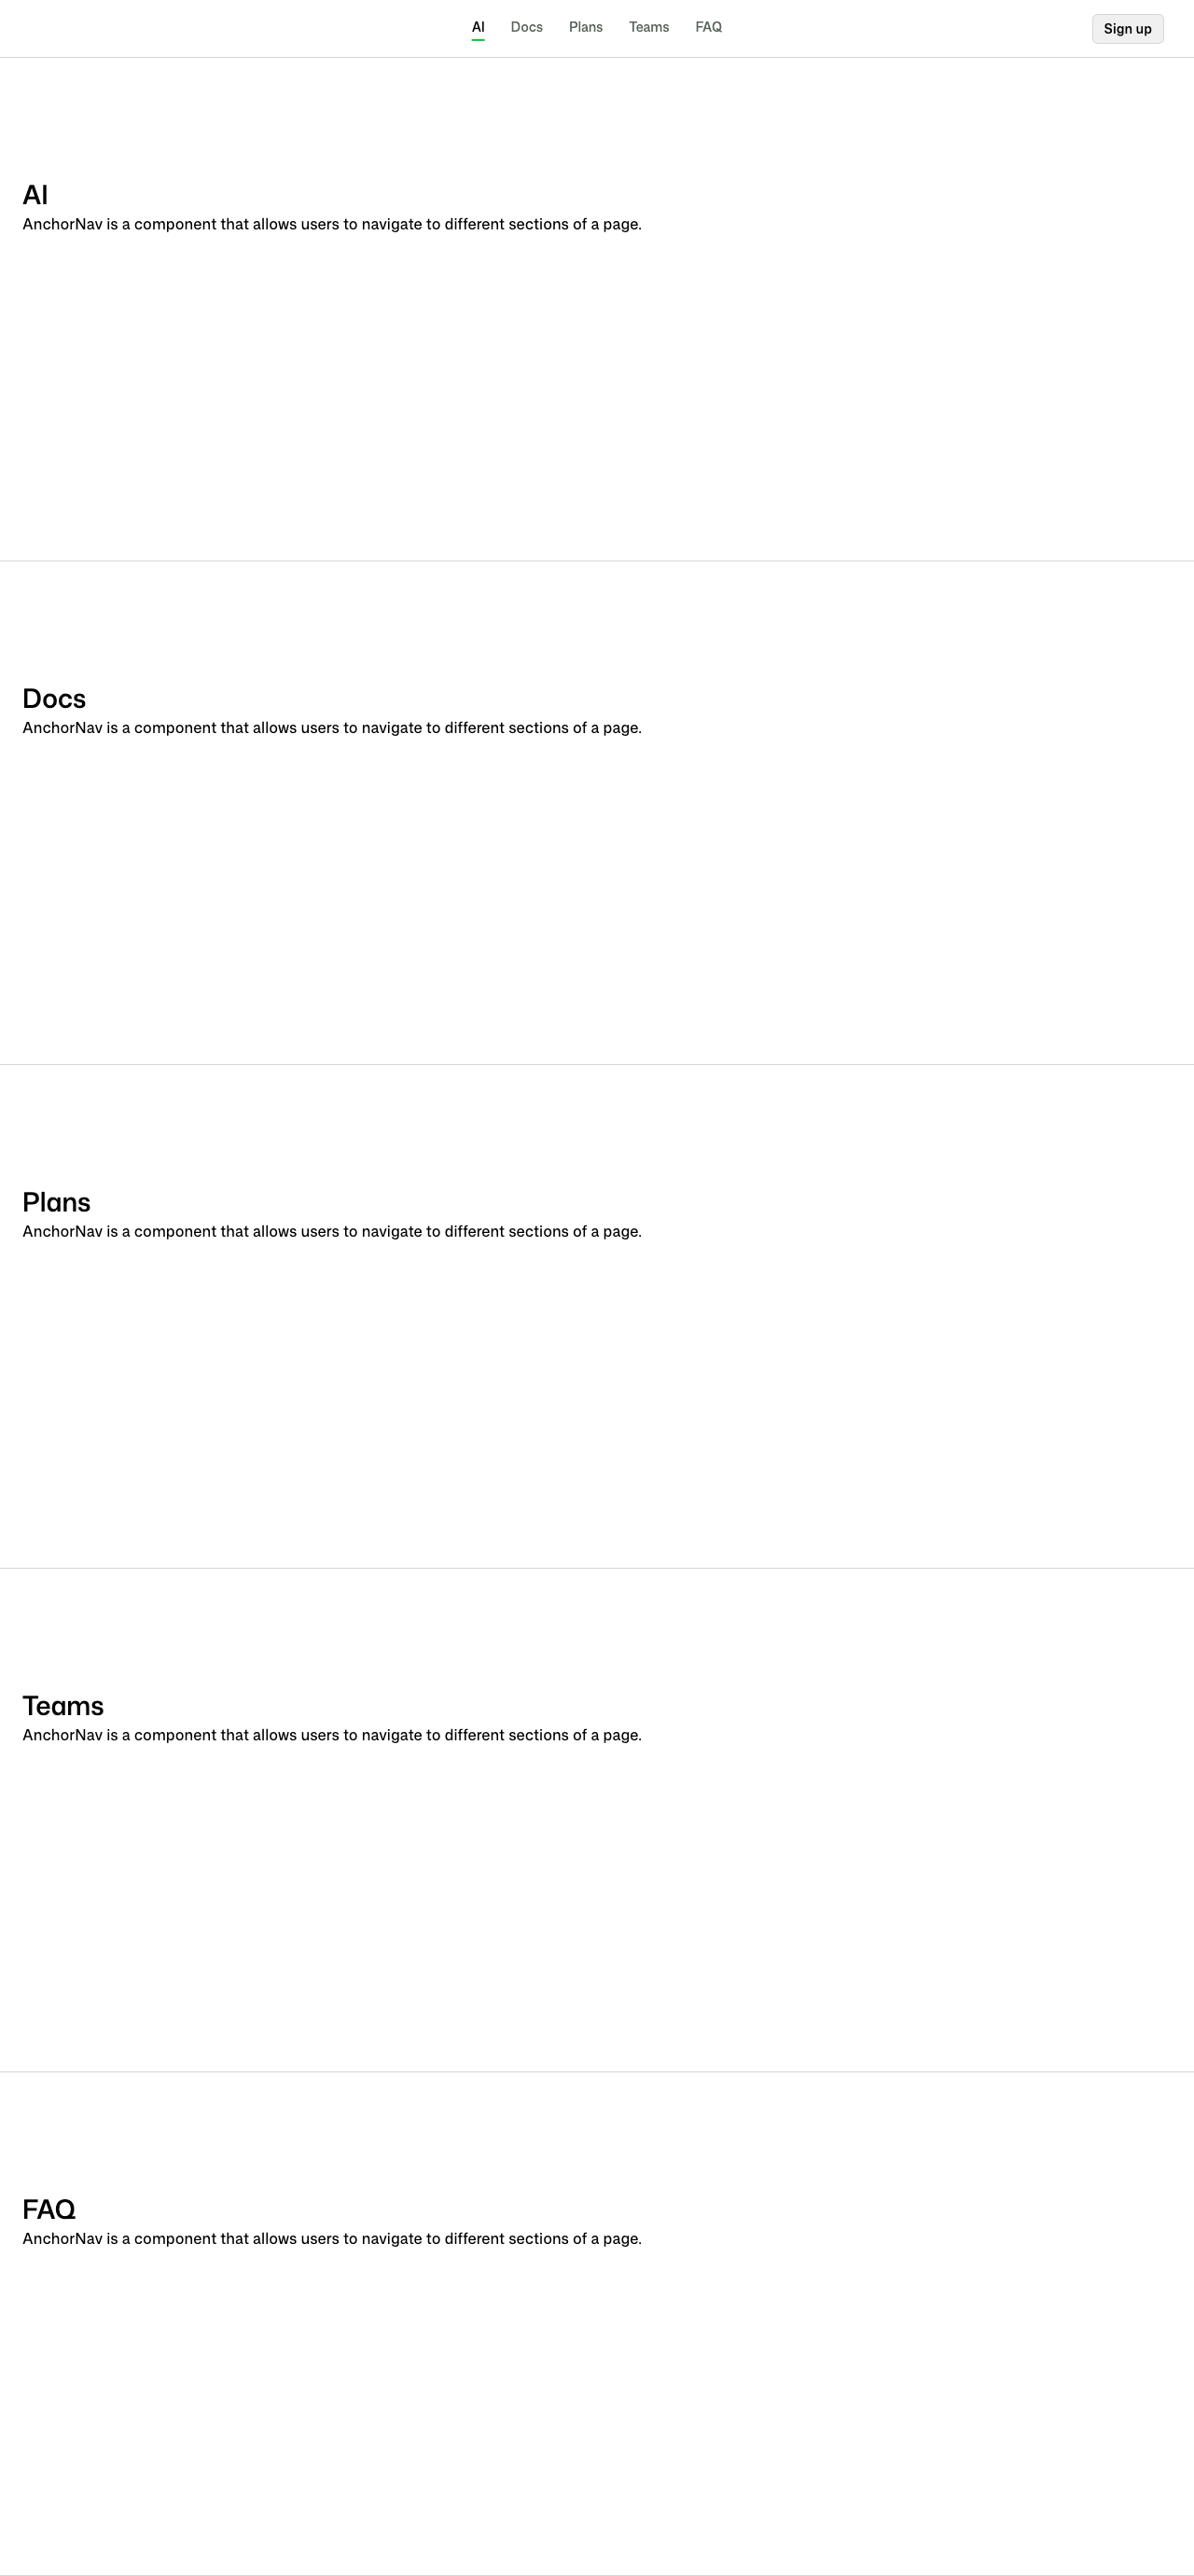 AI Docs Plans Teams FAQ Sign up
AI
AnchorNav is a component that allows users to navigate to different sections of a page.
Docs
AnchorNav is a component that allows users to navigate to different sections of a page.
Plans
AnchorNav is a component that allows users to navigate to different sections of a page.
Teams
AnchorNav is a component that allows users to navigate to different sections of a page.
FAQ
AnchorNav is a component that allows users to navigate to different sections of a page.